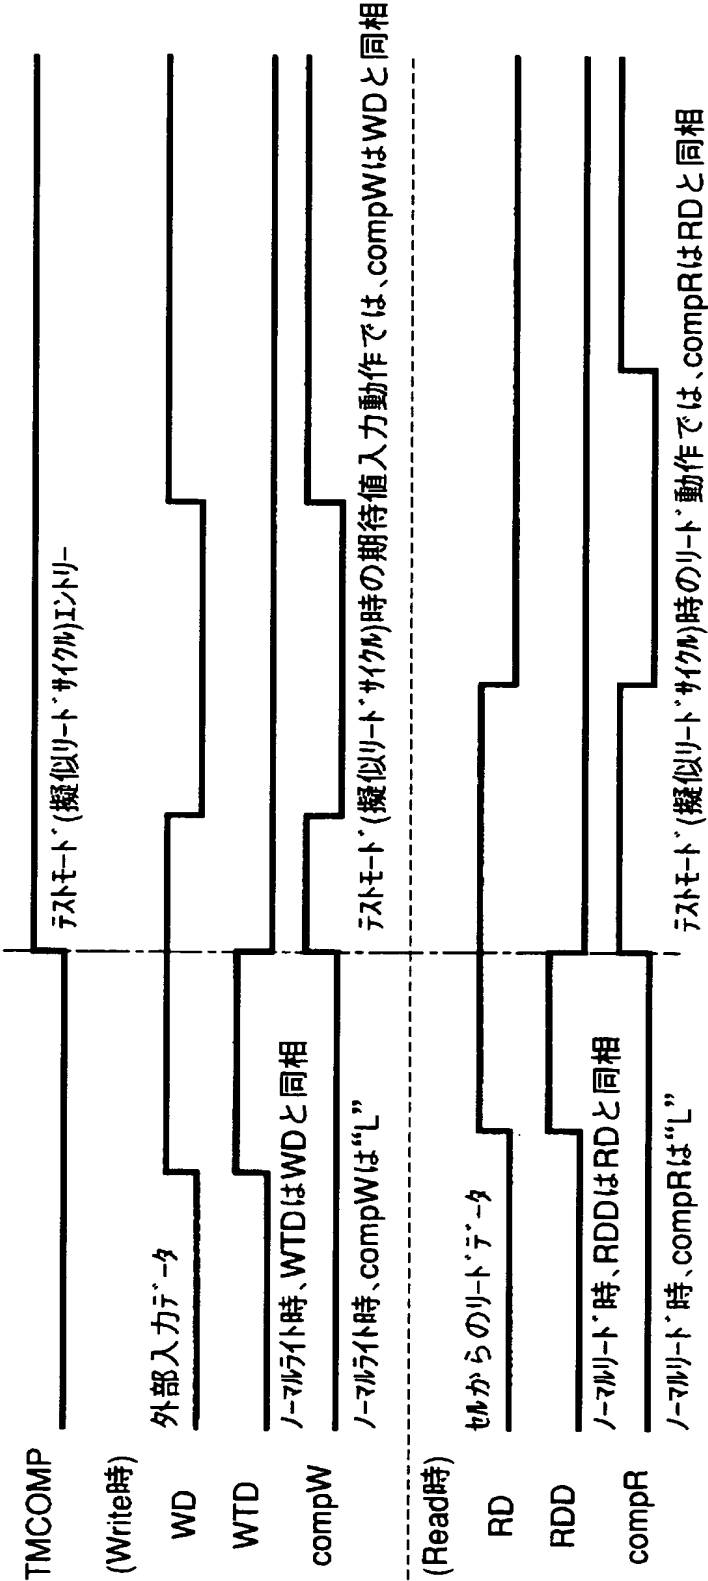 TMCOMP
テストモード(擬似リードサイクル)エントリー
(Write時)
外部入力データ
WD
WTD
ノーマルライト時、WTDはWDと同相
compW
ノーマルライト時、compWは“L”
テストモード(擬似リードサイクル)時の期待値入力動作では、compWはWDと同相
(Read時)
セルからのリードデータ
RD
RDD
ノーマルリード時、RDDはRDと同相
compR
ノーマルリード時、compRは“L”
テストモード(擬似リードサイクル)時のリード動作では、compRはRDと同相